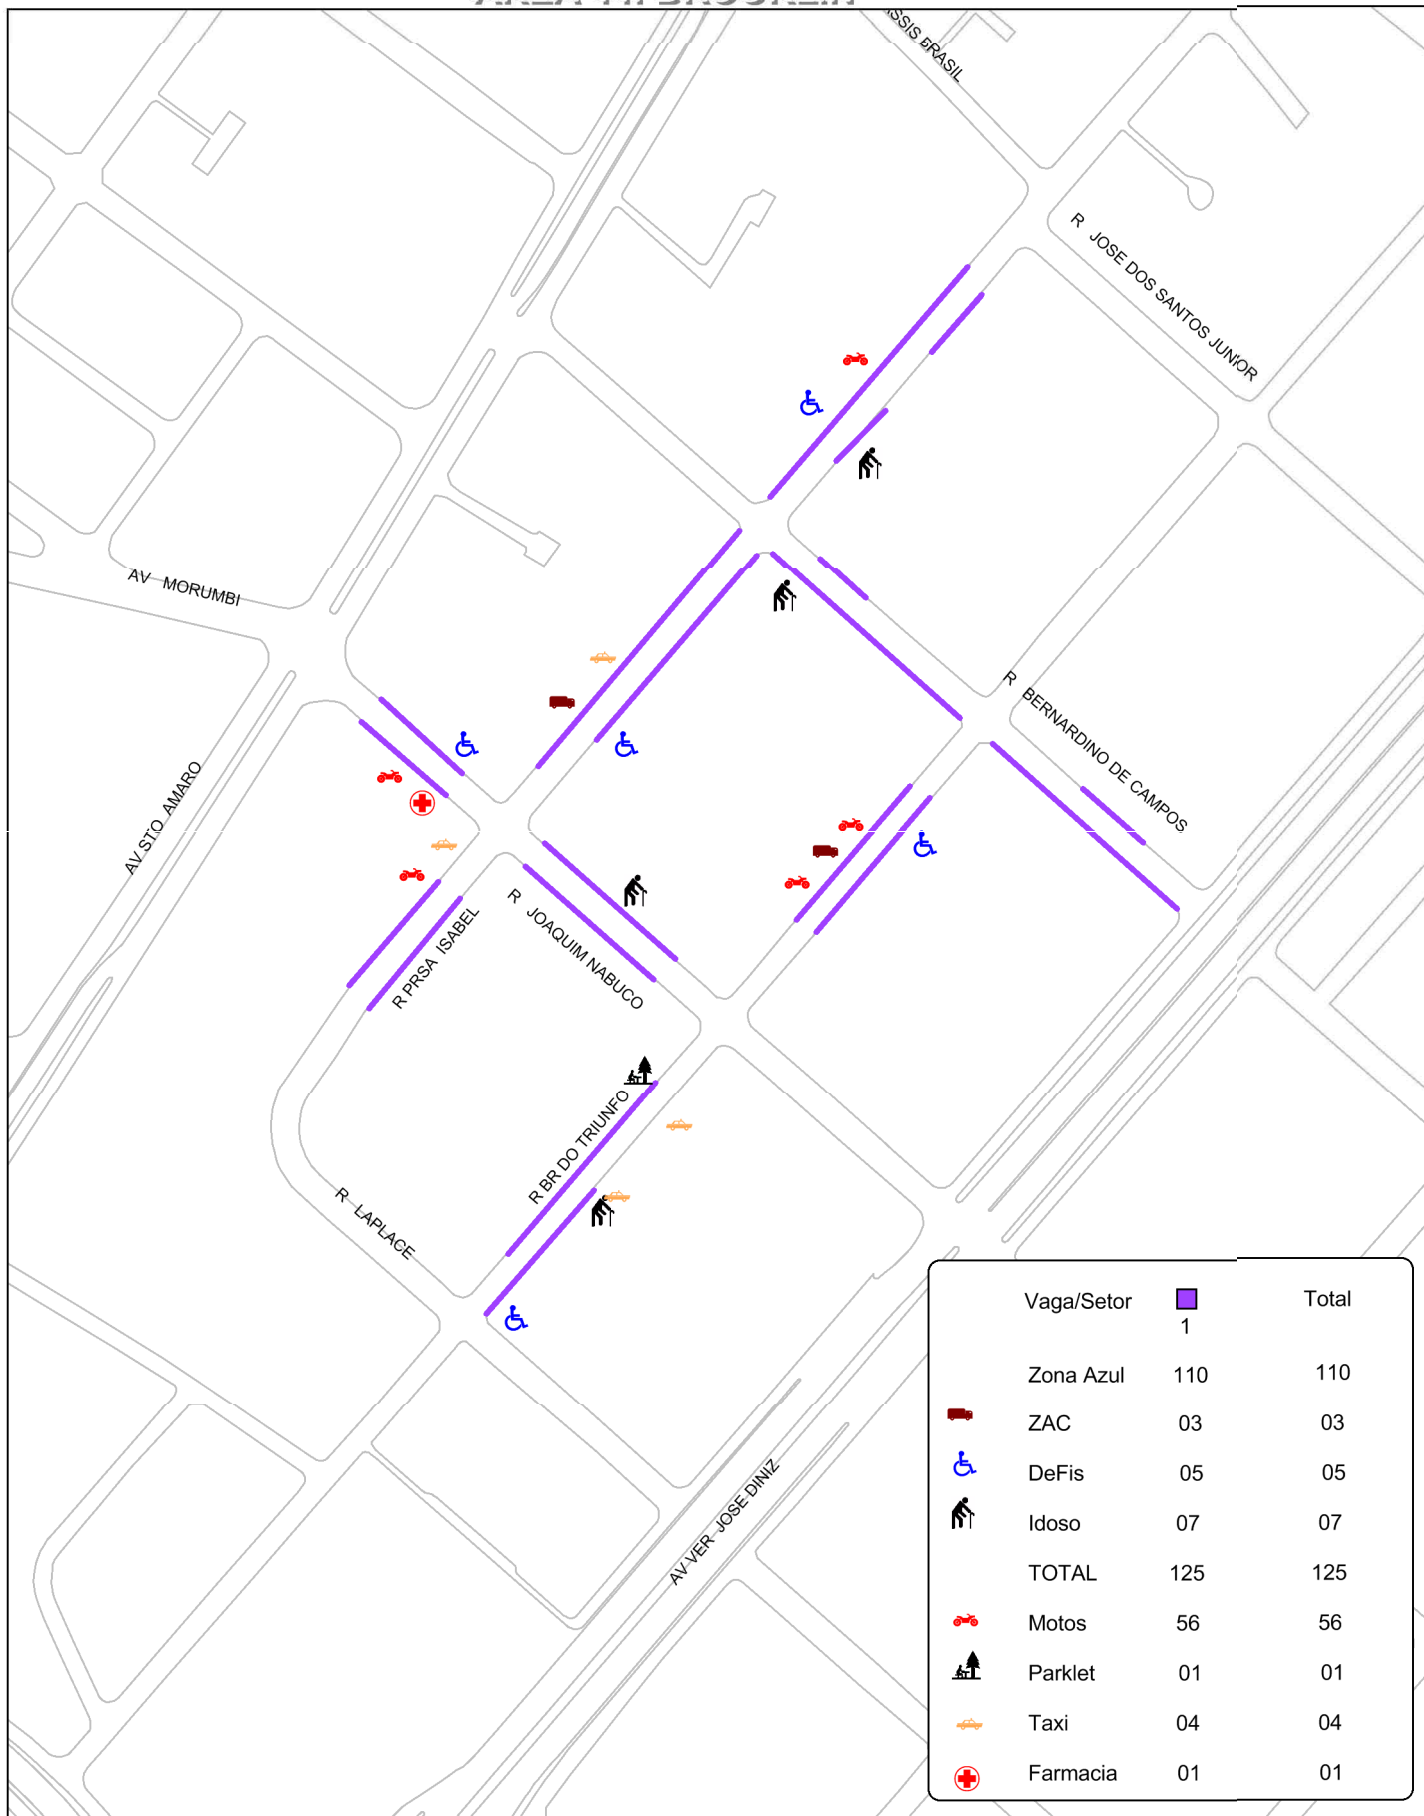 BRASIL
R JOSE DOS SANTOS JUNIOR
AV MORUMBI
R BERNARDINO DE CAMPOS
AV STO AMARO
R PRSA ISABEL
R JOAQUIM NABUCO
R BR DO TRIUNFO
R LAPLACE
AV VER JOSE DINIZ
Vaga/Setor Total
1
Zona Azul 110 110
ZAC 03 03
DeFis 05 05
Idoso 07 07
TOTAL 125 125
Motos 56 56
Parklet 01 01
Taxi 04 04
Farmacia 01 01